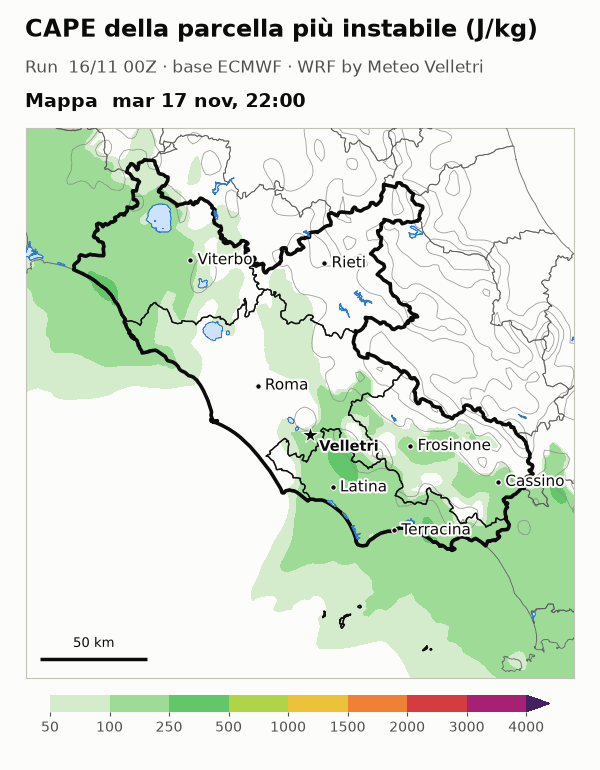 CAPE della parcella più instabile (J/kg)
Run  16/11 00Z · base ECMWF · WRF by Meteo Velletri
Mappa  mar 17 nov, 22:00
Viterbo
Rieti
Roma
Velletri
Frosinone
Latina
Cassino
Terracina
50 km
50 100 250 500 1000 1500 2000 3000 4000